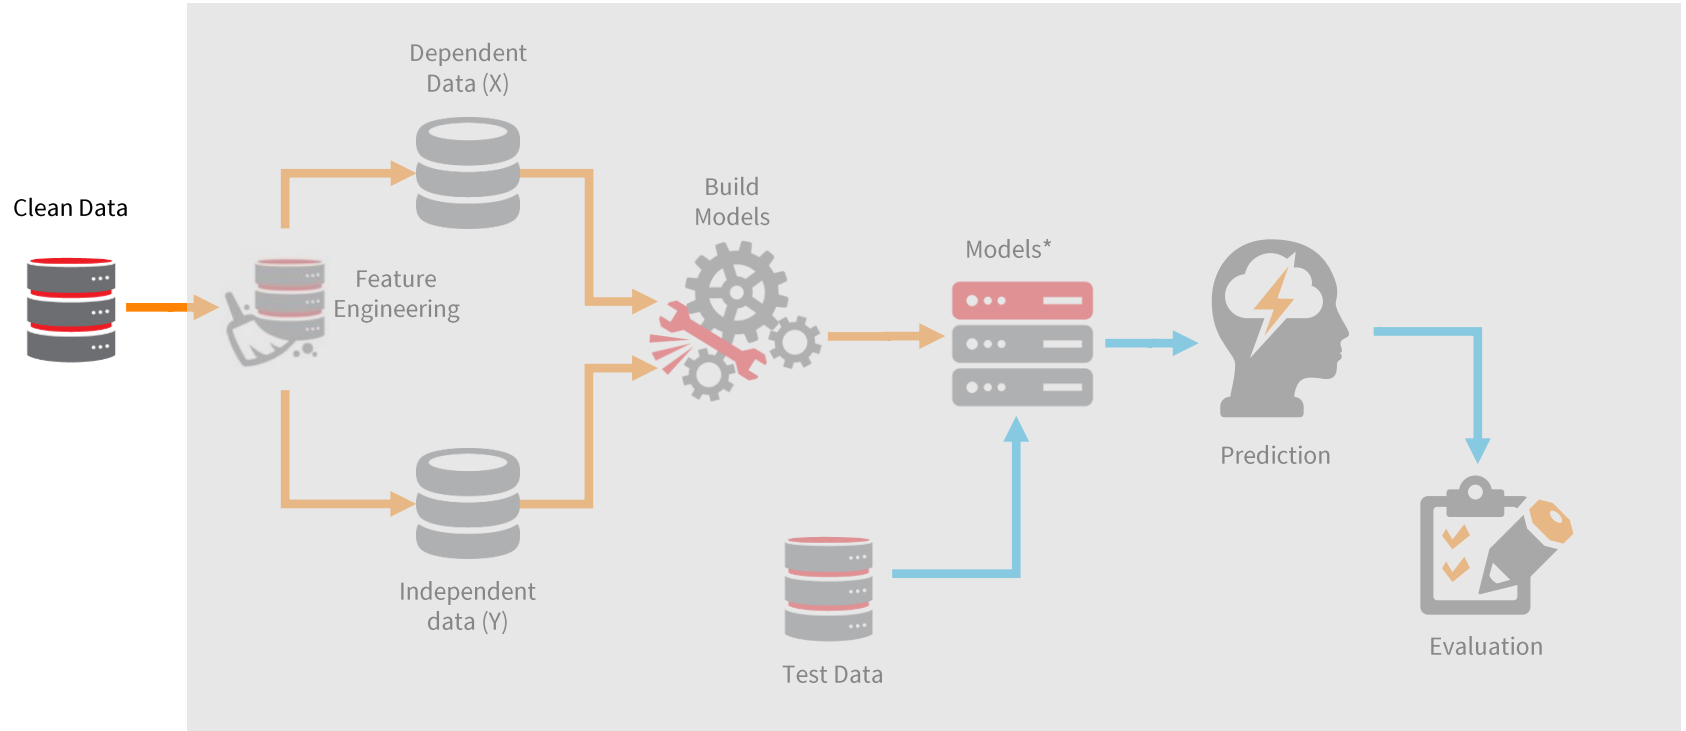 Clean Data
Dependent
Data (X)
Feature
Engineering
Independent
data (Y)
Build
Models
Models*
Test Data
Prediction
Evaluation